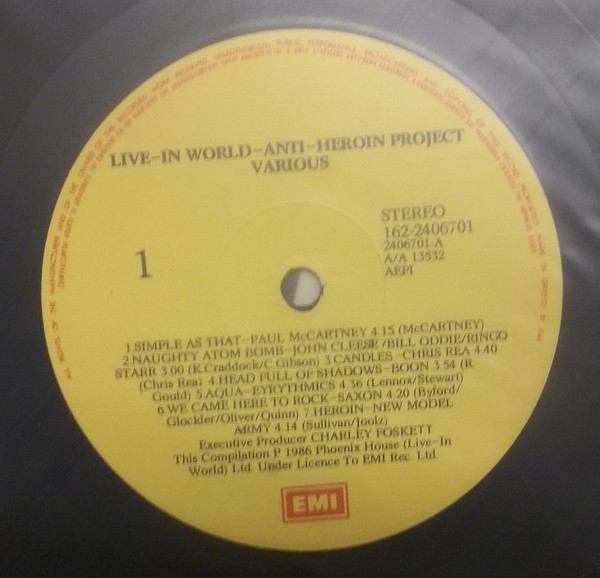 LIVE-IN WORLD-ANTI-HEROIN PROJECT
VARIOUS
STEREO
162-2406701
2406701-A
A/A 13532
AEPI
1
1.SIMPLE AS THAT-PAUL McCARTNEY 4.15 (McCARTNEY)
2.NAUGHTY ATOM BOMB-JOHN CLEESE/BILL ODDIE/RINGO
STARR 3.00 (K.Craddock/C Gibson) 3.CANDLES-CHRIS REA 4.40
(Chris Rea) 4.HEAD FULL OF SHADOWS-BOON 3.54 (R.
Gould) 5.AQUA-EYRYTHMICS 4.36 (Lennox/Stewart)
6.WE CAME HERE TO ROCK-SAXON 4.20 (Byford/
Glockler/Oliver/Quinn) 7.HEROIN-NEW MODEL
ARMY 4.14 (Sullivan/Joolz)
Executive Producer CHARLEY FOSKETT
This Compilation P 1986 Phoenix House (Live-In
World) Ltd. Under Licence To EMI Rec. Ltd.
EMI